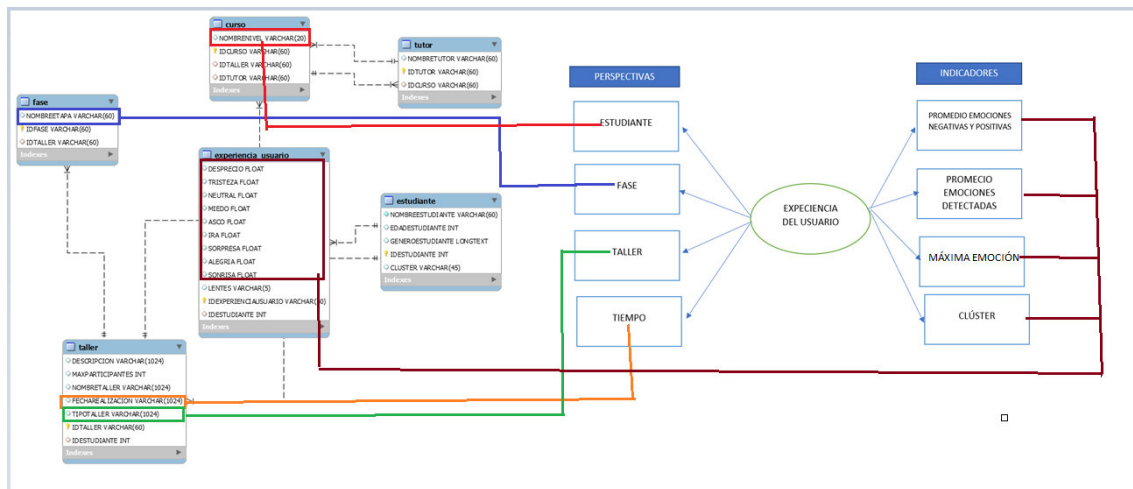 curso
NOMBRENIVEL VARCHAR(20)
IDCURSO VARCHAR(60)
IDTALLER VARCHAR(60)
IDTUTOR VARCHAR(60)
Indexes
tutor
NOMBRETUTOR VARCHAR(60)
IDTUTOR VARCHAR(60)
IDCURSO VARCHAR(60)
Indexes
fase
NOMBREETAPA VARCHAR(60)
IDFASE VARCHAR(60)
IDTALLER VARCHAR(60)
Indexes
experiencia_usuario
DESPRECIO FLOAT
TRISTEZA FLOAT
NEUTRAL FLOAT
MIEDO FLOAT
ASCO FLOAT
IRA FLOAT
SORPRESA FLOAT
ALEGRIA FLOAT
SONRISA FLOAT
LENTES VARCHAR(5)
IDEXPERIENCIAUSUARIO VARCHAR(60)
IDESTUDIANTE INT
Indexes
estudiante
NOMBREESTUDIANTE VARCHAR(60)
EDADESTUDIANTE INT
GENEROESTUDIANTE LONGTEXT
IDESTUDIANTE INT
CLUSTER VARCHAR(45)
Indexes
taller
DESCRIPCION VARCHAR(1024)
MAXPARTICIPANTES INT
NOMBRETALLER VARCHAR(1024)
FECHAREALIZACION VARCHAR(1024)
TIPOTALLER VARCHAR(1024)
IDTALLER VARCHAR(60)
IDESTUDIANTE INT
Indexes
PERSPECTIVAS
ESTUDIANTE
FASE
TALLER
TIEMPO
EXPECIENCIA
DEL USUARIO
INDICADORES
PROMEDIO EMOCIONES
NEGATIVAS Y POSITIVAS
PROMECIO
EMOCIONES
DETECTADAS
MÁXIMA EMOCIÓN
CLÚSTER